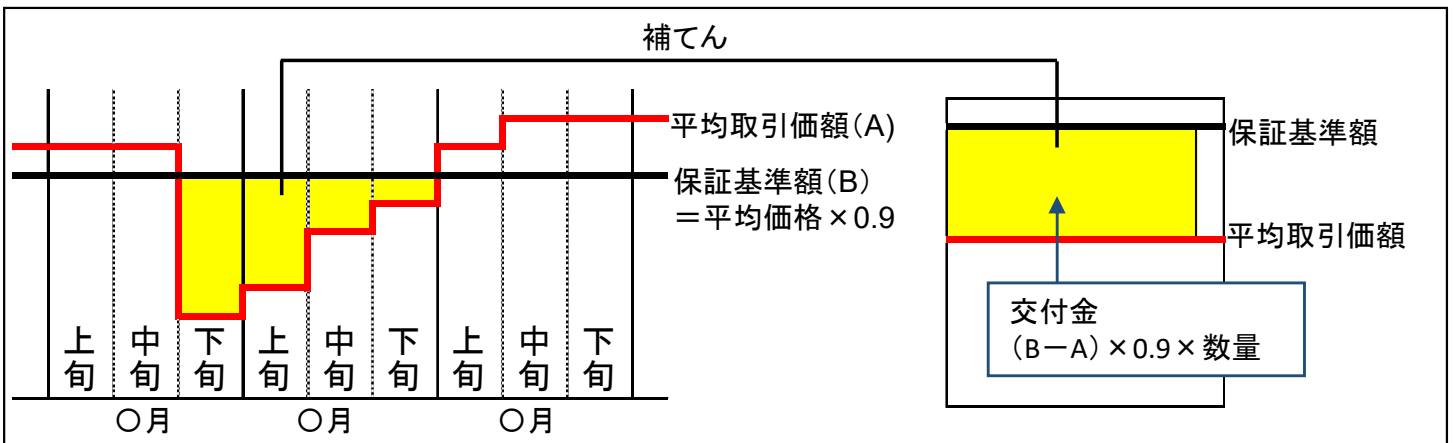 補てん
平均取引価額(A)
保証基準額(B)
＝平均価格×0.9
上旬
中旬
下旬
上旬
中旬
下旬
上旬
中旬
下旬
〇月
〇月
〇月
保証基準額
平均取引価額
交付金
(B－A)×0.9×数量